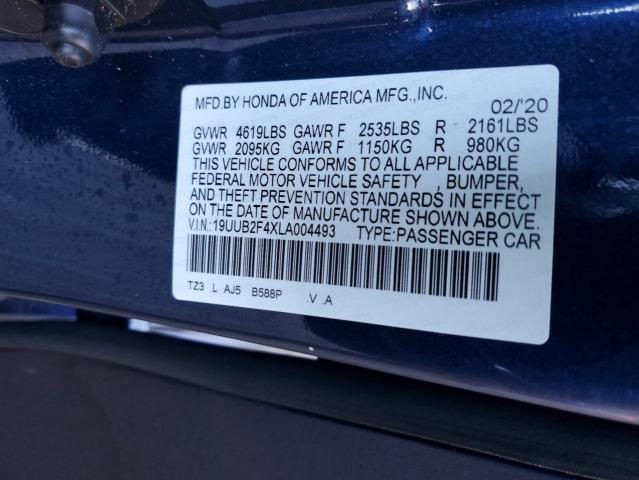 MFD.BY HONDA OF AMERICA MFG.,INC. 02/'20
GVWR 4619LBS GAWR F 2535LBS R 2161LBS
GVWR 2095KG GAWR F 1150KG R 980KG
THIS VEHICLE CONFORMS TO ALL APPLICABLE
FEDERAL MOTOR VEHICLE SAFETY , BUMPER,
AND THEFT PREVENTION STANDARDS IN EFFECT
ON THE DATE OF MANUFACTURE SHOWN ABOVE.
V.I.N.:19UUB2F4XLA004493 TYPE:PASSENGER CAR
TZ3 L AJ5 B588P .V .A